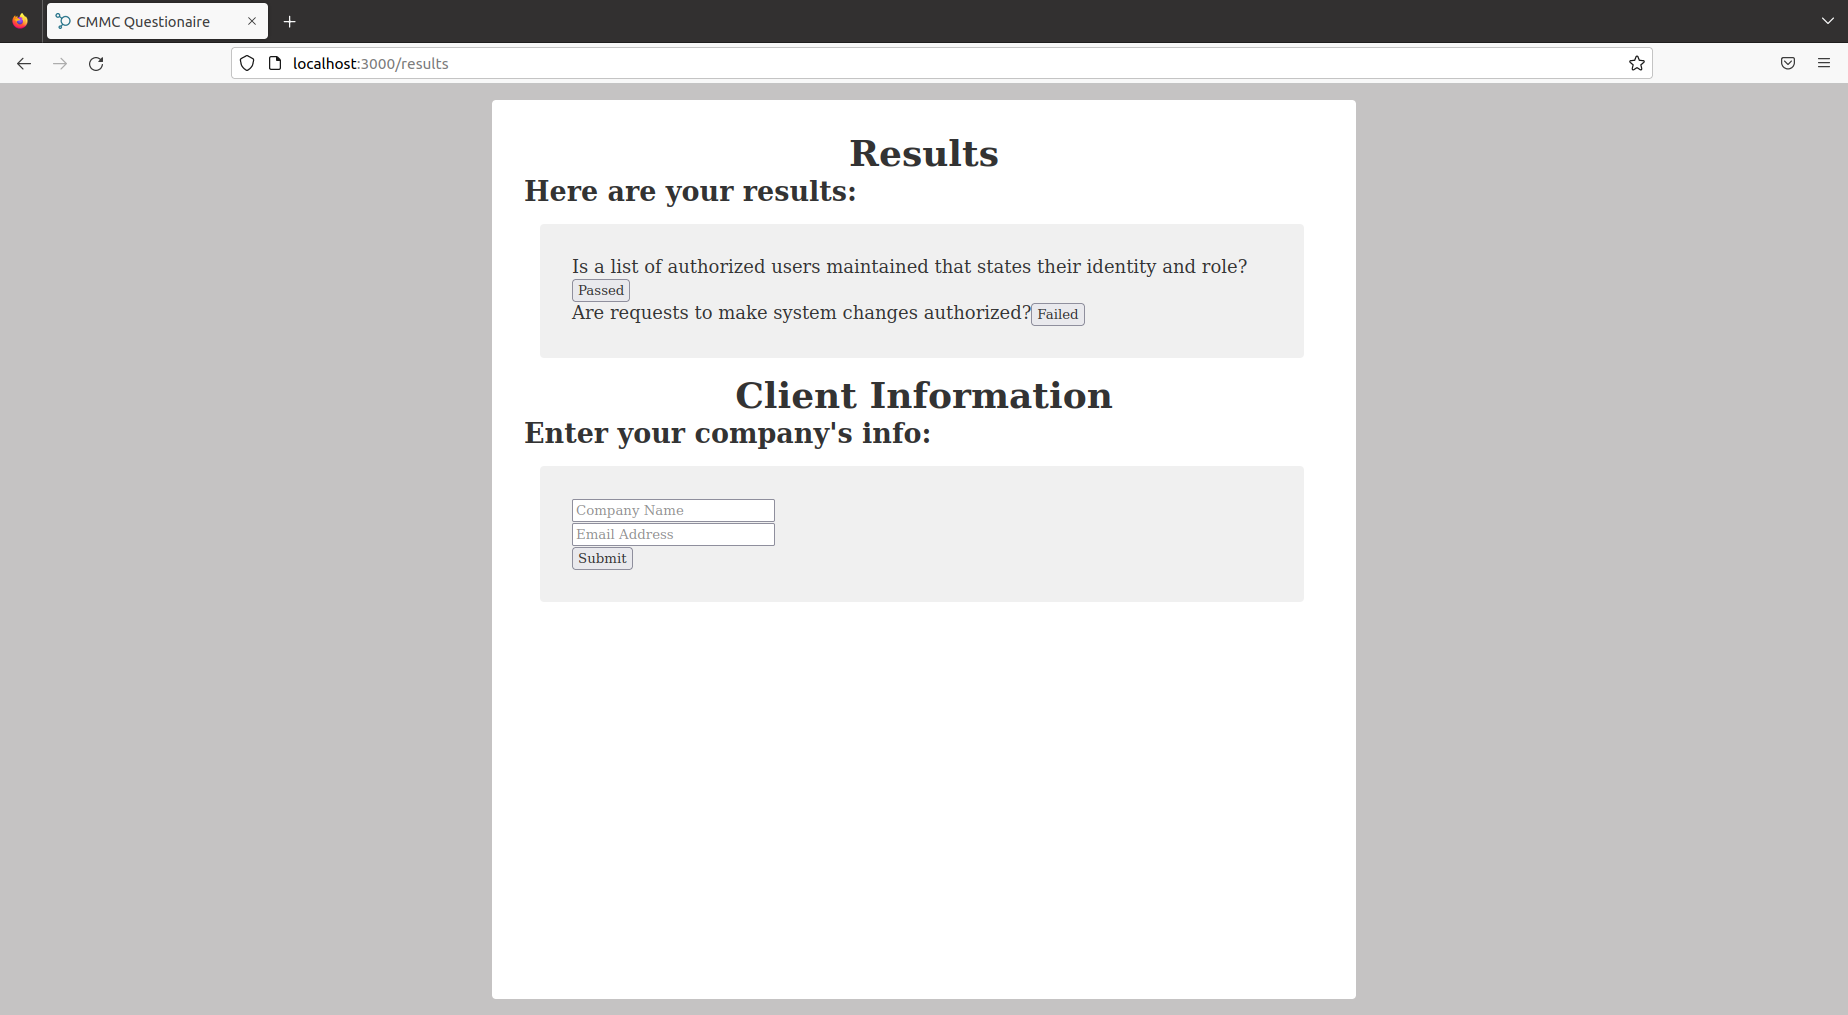 CMMC Questionaire
localhost:3000/results
Results
Here are your results:
Is a list of authorized users maintained that states their identity and role?
Passed
Are requests to make system changes authorized? Failed
Client Information
Enter your company's info:
Company Name
Email Address
Submit